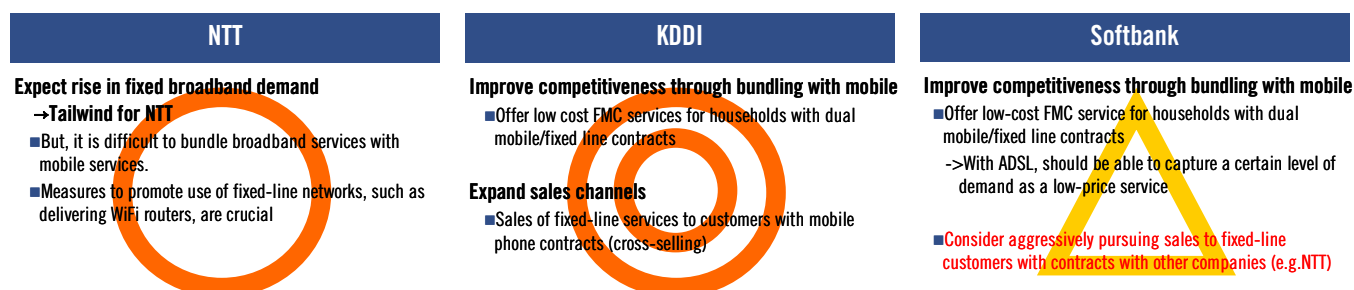 NTT
Expect rise in fixed broadband demand
→Tailwind for NTT
■But, it is difficult to bundle broadband services with
mobile services.
■Measures to promote use of fixed-line networks, such as
delivering WiFi routers, are crucial
KDDI
Improve competitiveness through bundling with mobile
■Offer low cost FMC services for households with dual
mobile/fixed line contracts
Expand sales channels
■Sales of fixed-line services to customers with mobile
phone contracts (cross-selling)
Softbank
Improve competitiveness through bundling with mobile
■Offer low-cost FMC service for households with dual
mobile/fixed line contracts
->With ADSL, should be able to capture a certain level of
demand as a low-price service
■Consider aggressively pursuing sales to fixed-line
customers with contracts with other companies (e.g.NTT)